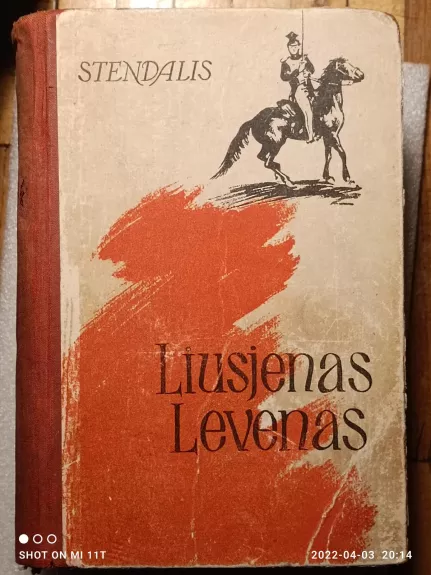 STENDALIS
Liusjenas
Levenas
SHOT ON MI 11T
2022-04-03 20:14